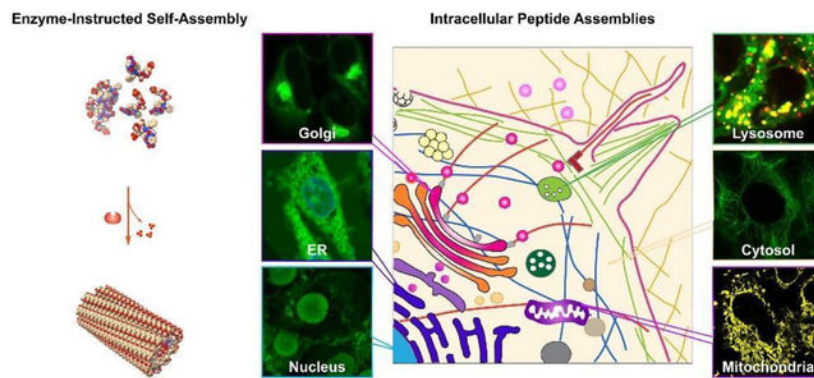 Enzyme-Instructed Self-Assembly
Intracellular Peptide Assemblies
Golgi
ER
Nucleus
Lysosome
Cytosol
Mitochondria